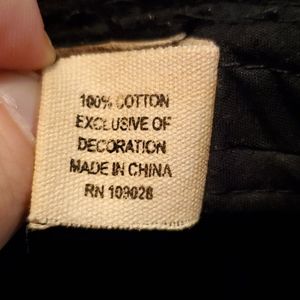 100% COTTON
EXCLUSIVE OF
DECORATION
MADE IN CHINA
RN 109028